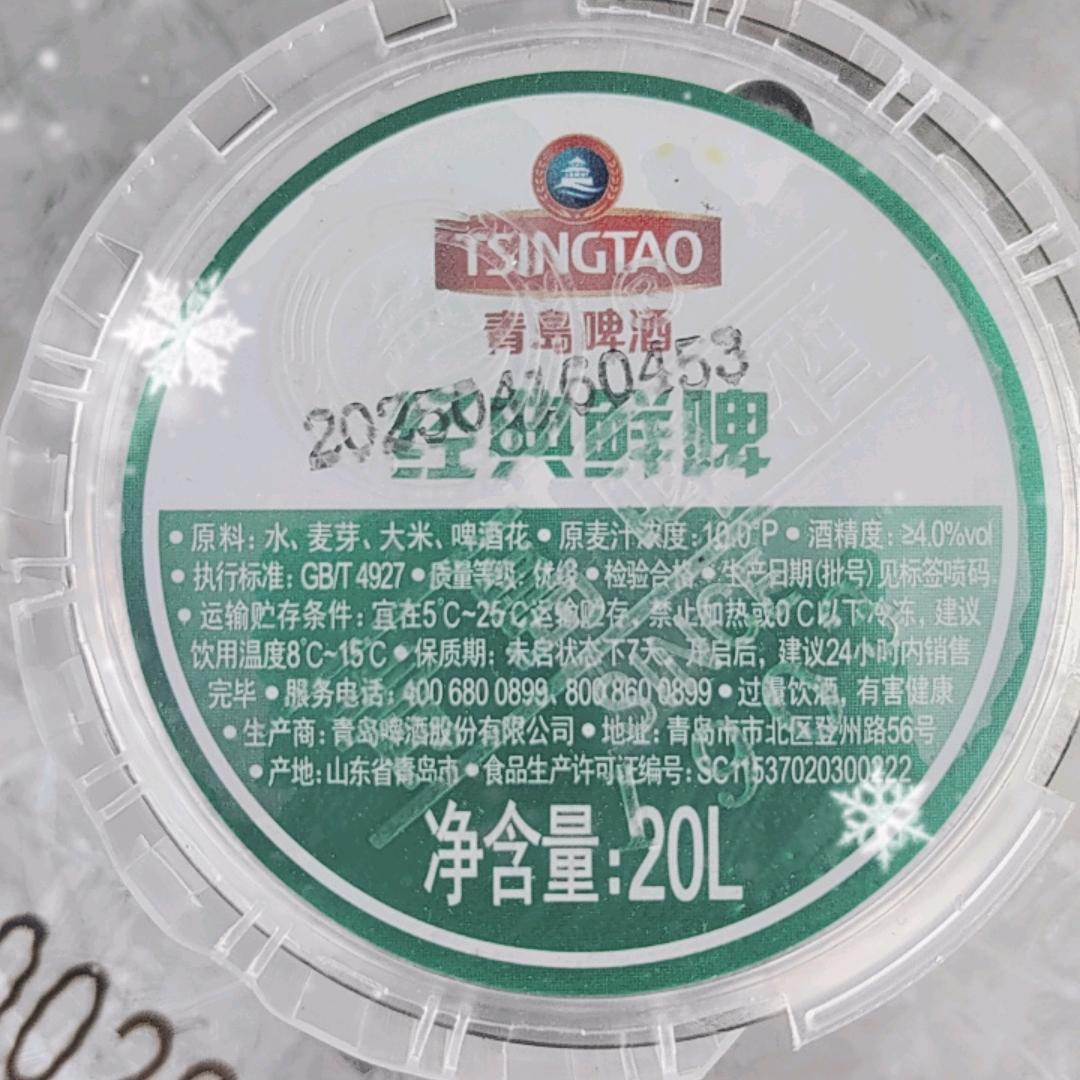 TSINGTAO
青岛啤酒
经典鲜啤
• 原料: 水、麦芽、大米、啤酒花 • 原麦汁浓度: 10.0°P • 酒精度: ≥4.0%vol
• 执行标准: GB/T 4927 • 质量等级: 优级 • 检验合格 • 生产日期(批号)见标签喷码
• 运输贮存条件: 宜在5℃~25℃运输贮存, 禁止加热或0℃以下冷冻, 建议
饮用温度8℃~15℃ • 保质期: 未启状态下7天, 开启后, 建议24小时内销售
完毕 • 服务电话: 400 680 0899、800 860 0899 • 过量饮酒, 有害健康
• 生产商: 青岛啤酒股份有限公司 • 地址: 青岛市市北区登州路56号
• 产地: 山东省青岛市 • 食品生产许可证编号: SC11537020300222
净含量: 20L